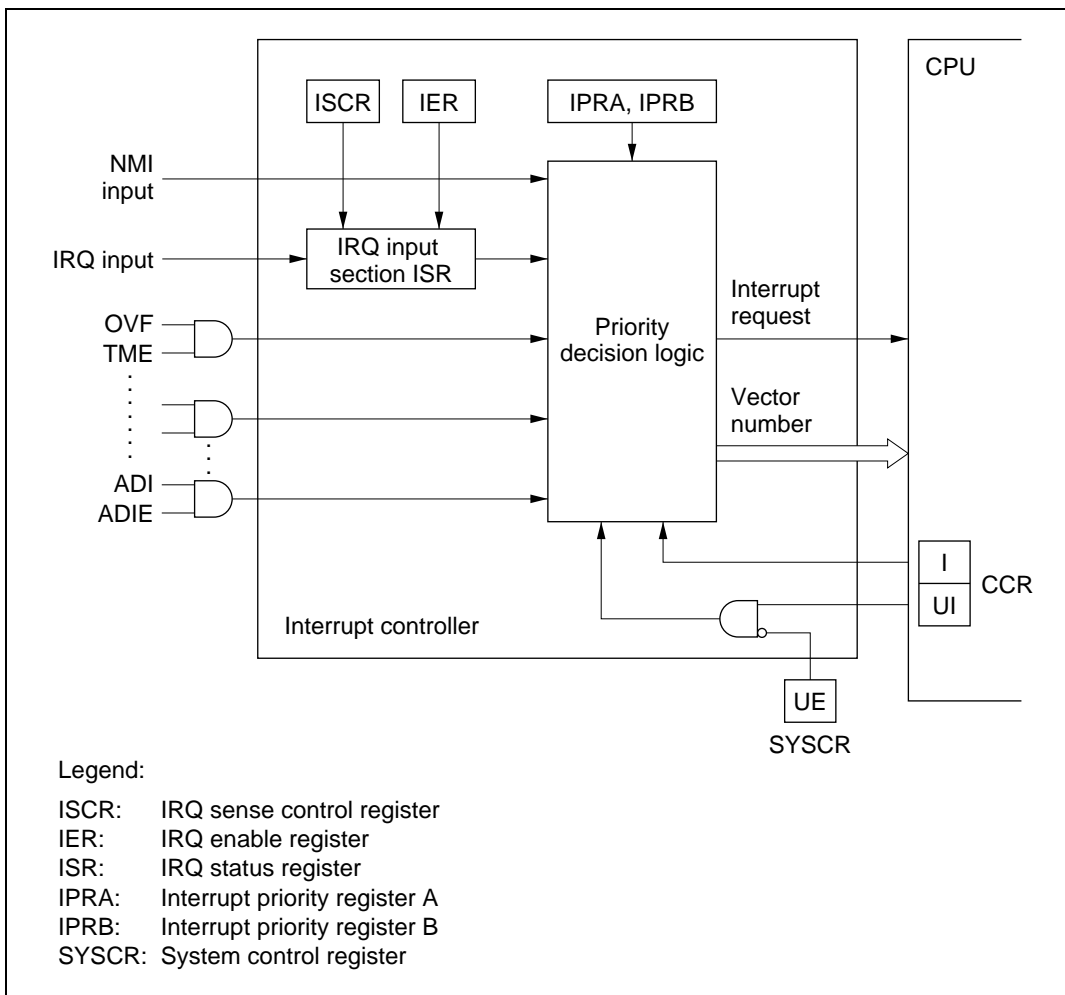 CPU
ISCR
IER
IPRA, IPRB
NMI
input
IRQ input
IRQ input
section ISR
OVF
TME
ADI
ADIE
Priority
decision logic
Interrupt
request
Vector
number
I
UI
CCR
Interrupt controller
UE
SYSCR
Legend:
ISCR: IRQ sense control register
IER: IRQ enable register
ISR: IRQ status register
IPRA: Interrupt priority register A
IPRB: Interrupt priority register B
SYSCR: System control register